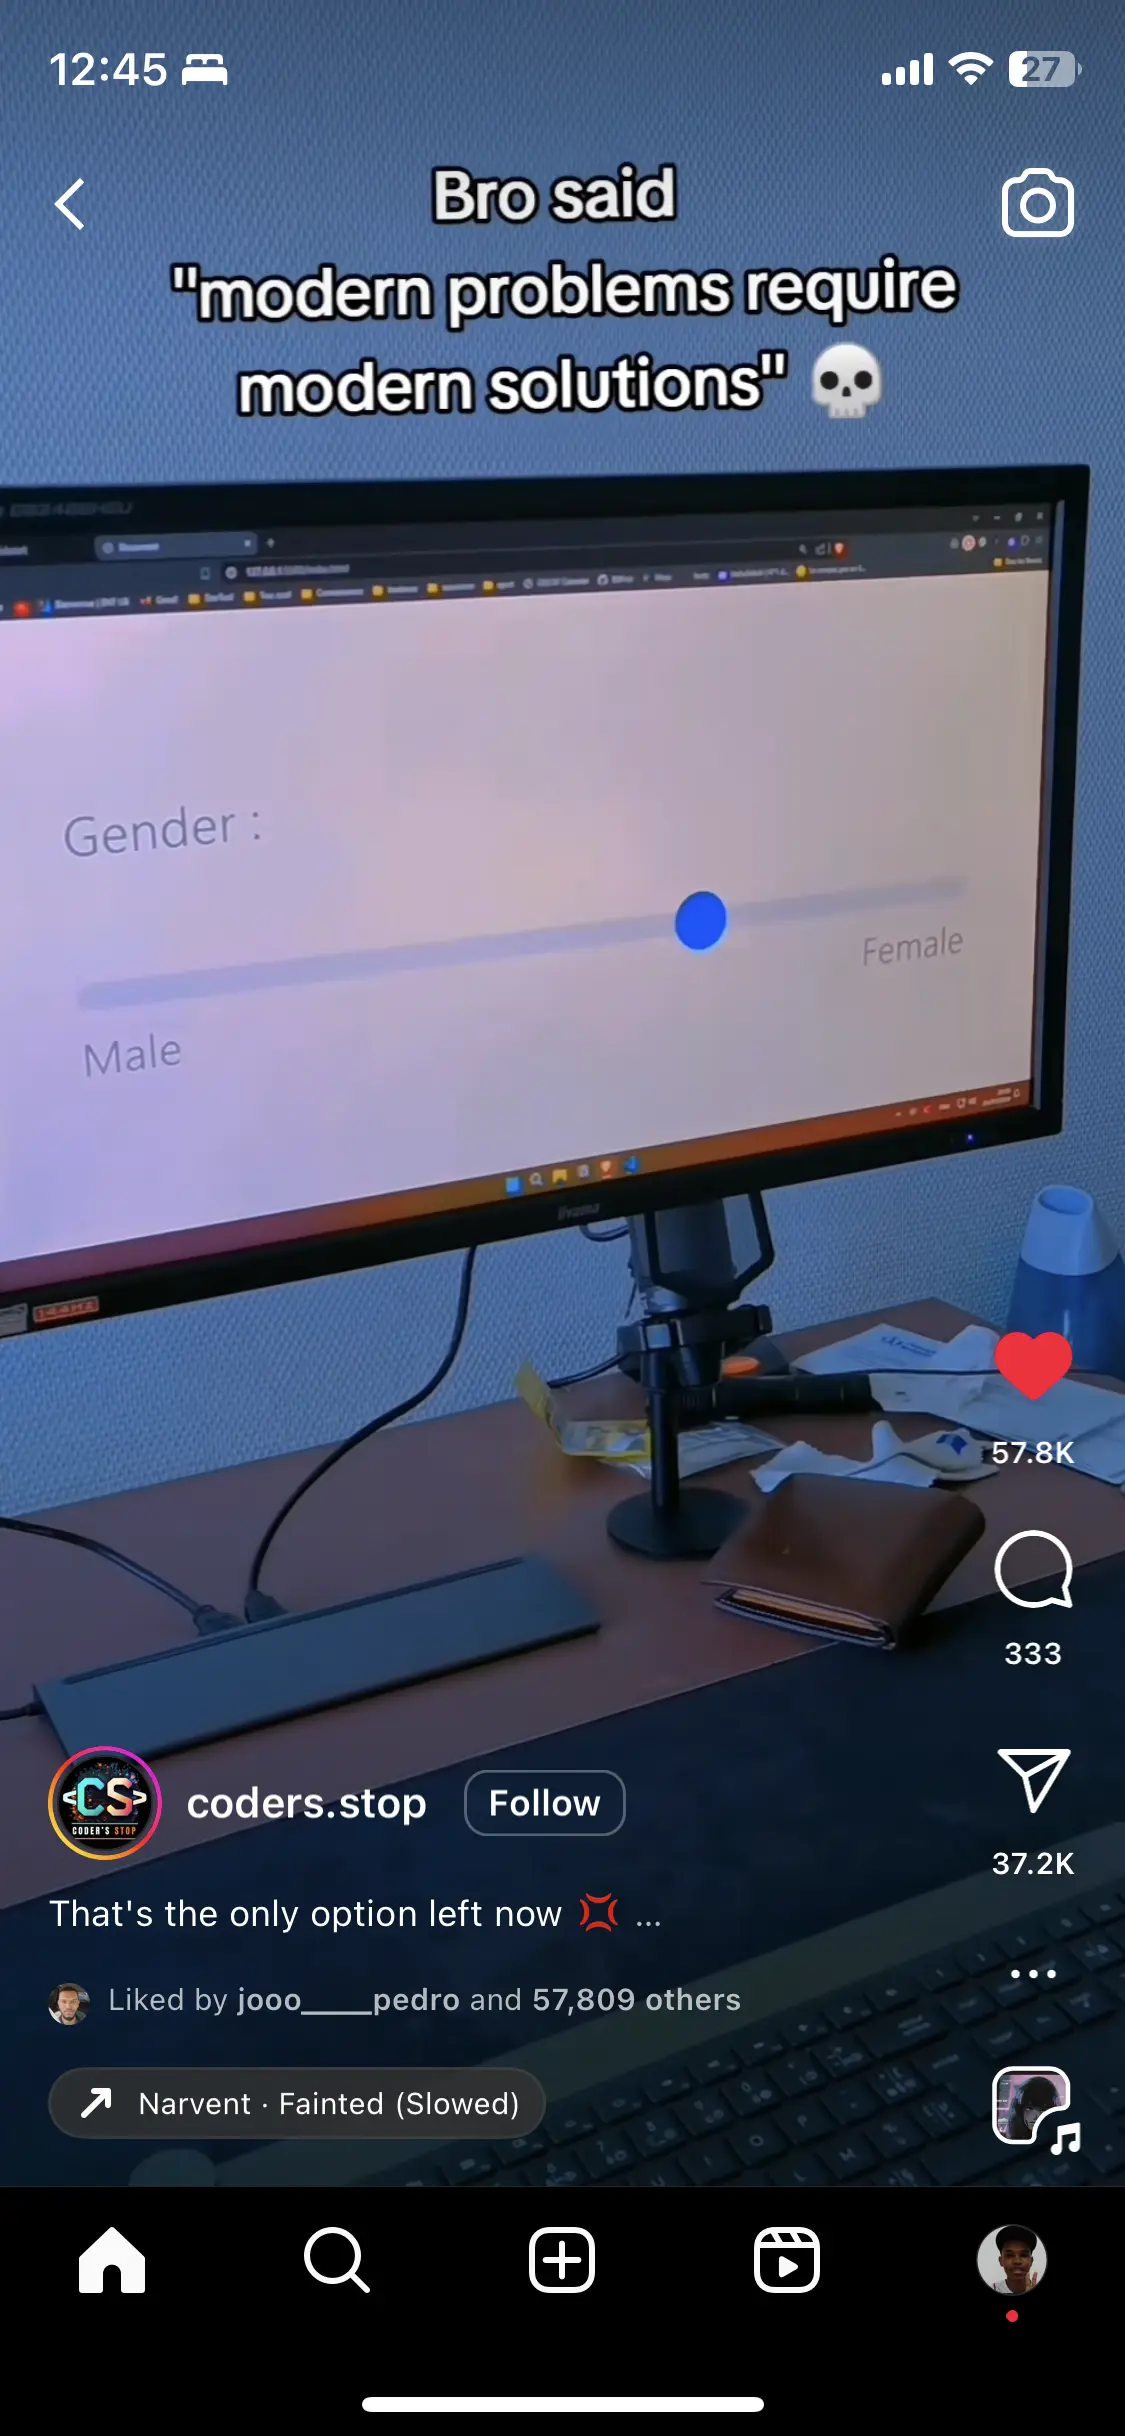 12:45
27
Bro said
"modern problems require
modern solutions" 💀
Gender :
Female
Male
iiyama
144Hz
57.8K
333
37.2K
CS
CODER'S STOP
coders.stop
Follow
That's the only option left now 💢 ...
Liked by jooo_____pedro and 57,809 others
Narvent · Fainted (Slowed)